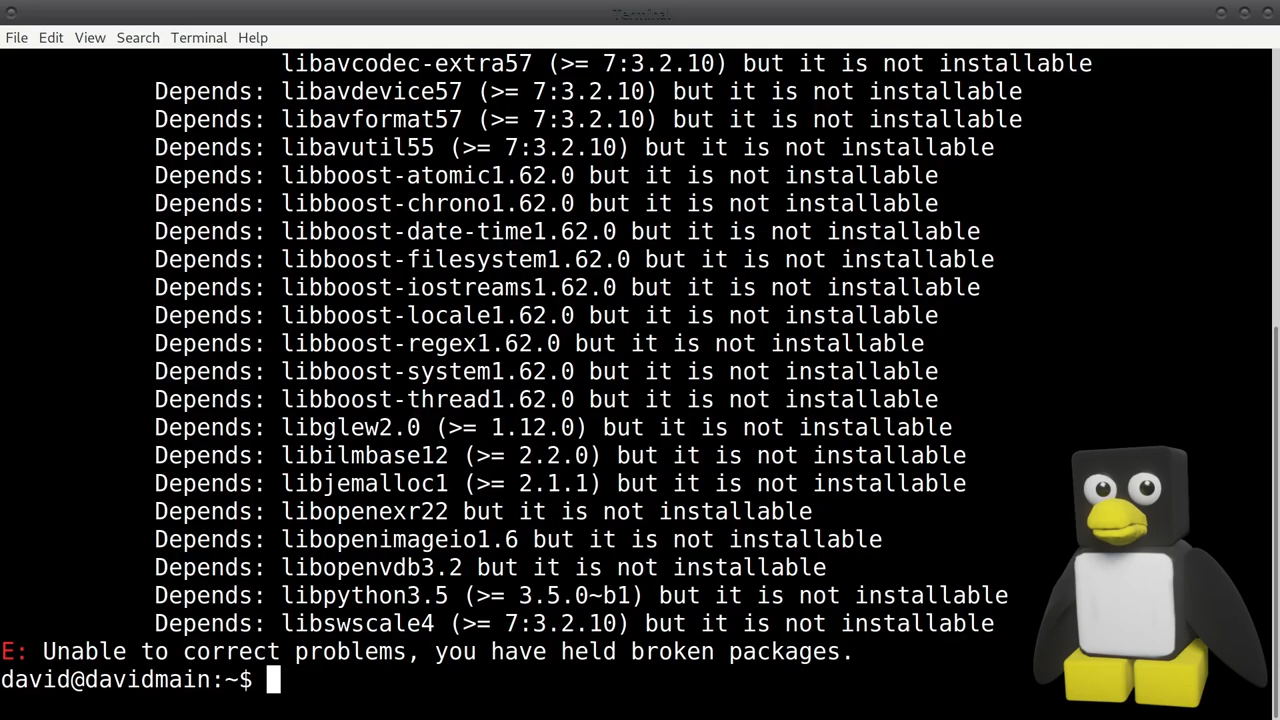 Terminal
File Edit View Search Terminal Help
libavcodec-extra57 (>= 7:3.2.10) but it is not installable
Depends: libavdevice57 (>= 7:3.2.10) but it is not installable
Depends: libavformat57 (>= 7:3.2.10) but it is not installable
Depends: libavutil55 (>= 7:3.2.10) but it is not installable
Depends: libboost-atomic1.62.0 but it is not installable
Depends: libboost-chrono1.62.0 but it is not installable
Depends: libboost-date-time1.62.0 but it is not installable
Depends: libboost-filesystem1.62.0 but it is not installable
Depends: libboost-iostreams1.62.0 but it is not installable
Depends: libboost-locale1.62.0 but it is not installable
Depends: libboost-regex1.62.0 but it is not installable
Depends: libboost-system1.62.0 but it is not installable
Depends: libboost-thread1.62.0 but it is not installable
Depends: libglew2.0 (>= 1.12.0) but it is not installable
Depends: libilmbase12 (>= 2.2.0) but it is not installable
Depends: libjemalloc1 (>= 2.1.1) but it is not installable
Depends: libopenexr22 but it is not installable
Depends: libopenimageio1.6 but it is not installable
Depends: libopenvdb3.2 but it is not installable
Depends: libpython3.5 (>= 3.5.0~b1) but it is not installable
Depends: libswscale4 (>= 7:3.2.10) but it is not installable
E: Unable to correct problems, you have held broken packages.
david@davidmain:~$